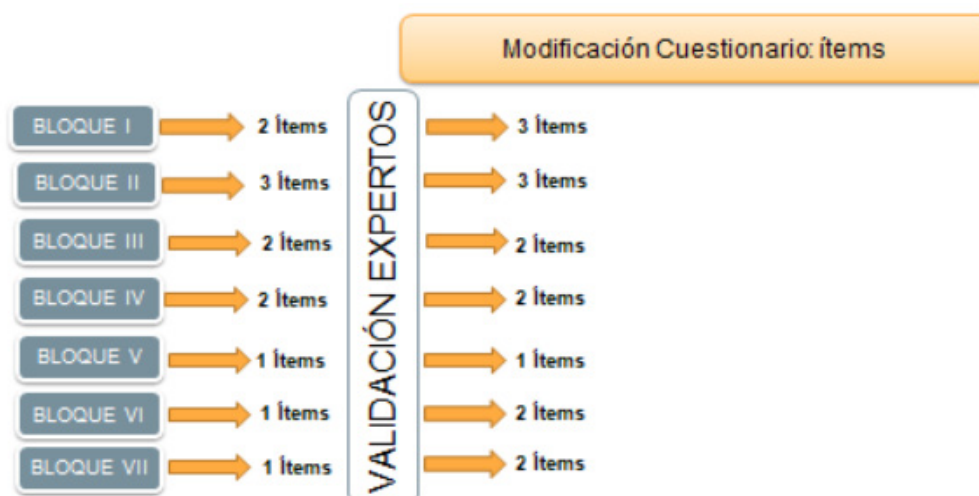 Modificación Cuestionario: ítems
BLOQUE I 2 Ítems 3 Ítems
BLOQUE II 3 Ítems 3 Ítems
BLOQUE III 2 Ítems 2 Ítems
BLOQUE IV 2 Ítems 2 Ítems
BLOQUE V 1 Ítems 1 Ítems
BLOQUE VI 1 Ítems 2 Ítems
BLOQUE VII 1 Ítems 2 Ítems
VALIDACIÓN EXPERTOS